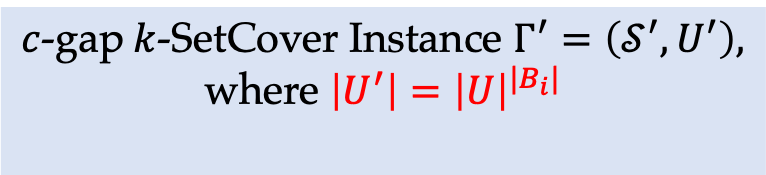 c-gap k-SetCover Instance Γ′ = (𝒮′, U′),
where |U′| = |U|^|B_i|